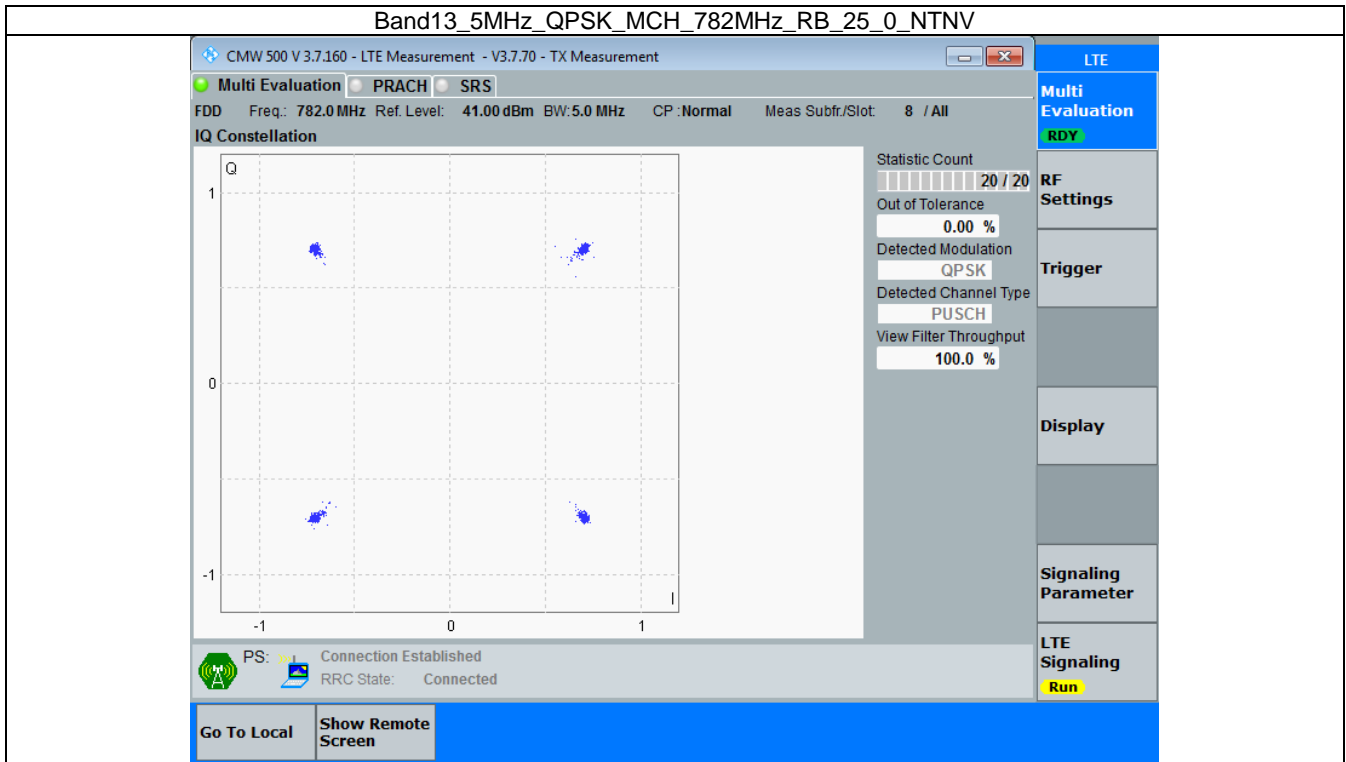 Band13_5MHz_QPSK_MCH_782MHz_RB_25_0_NTNV
CMW 500 V 3.7.160 - LTE Measurement - V3.7.70 - TX Measurement
LTE
Multi Evaluation PRACH SRS
FDD Freq.: 782.0 MHz Ref. Level: 41.00 dBm BW: 5.0 MHz CP : Normal Meas Subfr./Slot: 8 / All
IQ Constellation
Q
1
0
-1
I
-1 0 1
Statistic Count
20 / 20
Out of Tolerance
0.00 %
Detected Modulation
QPSK
Detected Channel Type
PUSCH
View Filter Throughput
100.0 %
Multi
Evaluation
RDY
RF
Settings
Trigger
Display
Signaling
Parameter
LTE
Signaling
Run
PS:
Connection Established
RRC State: Connected
Go To Local
Show Remote
Screen